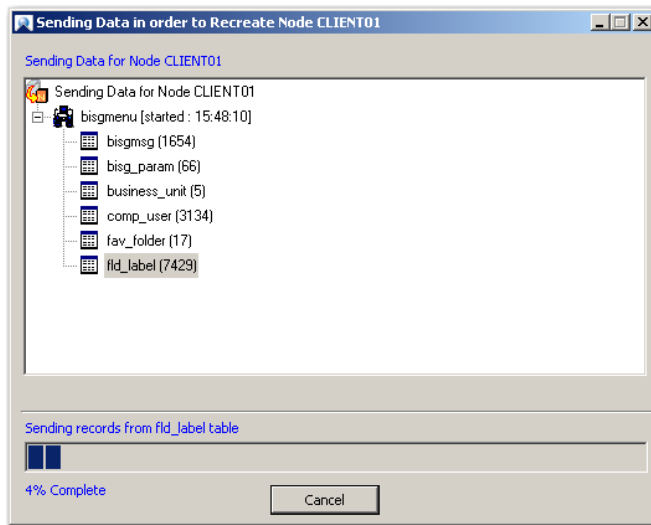 Sending Data in order to Recreate Node CLIENT01
Sending Data for Node CLIENT01
Sending Data for Node CLIENT01
bisgmenu [started : 15:48:10]
bisgmsg (1654)
bisg_param (66)
business_unit (5)
comp_user (3134)
fav_folder (17)
fld_label (7429)
Sending records from fld_label table
4% Complete
Cancel